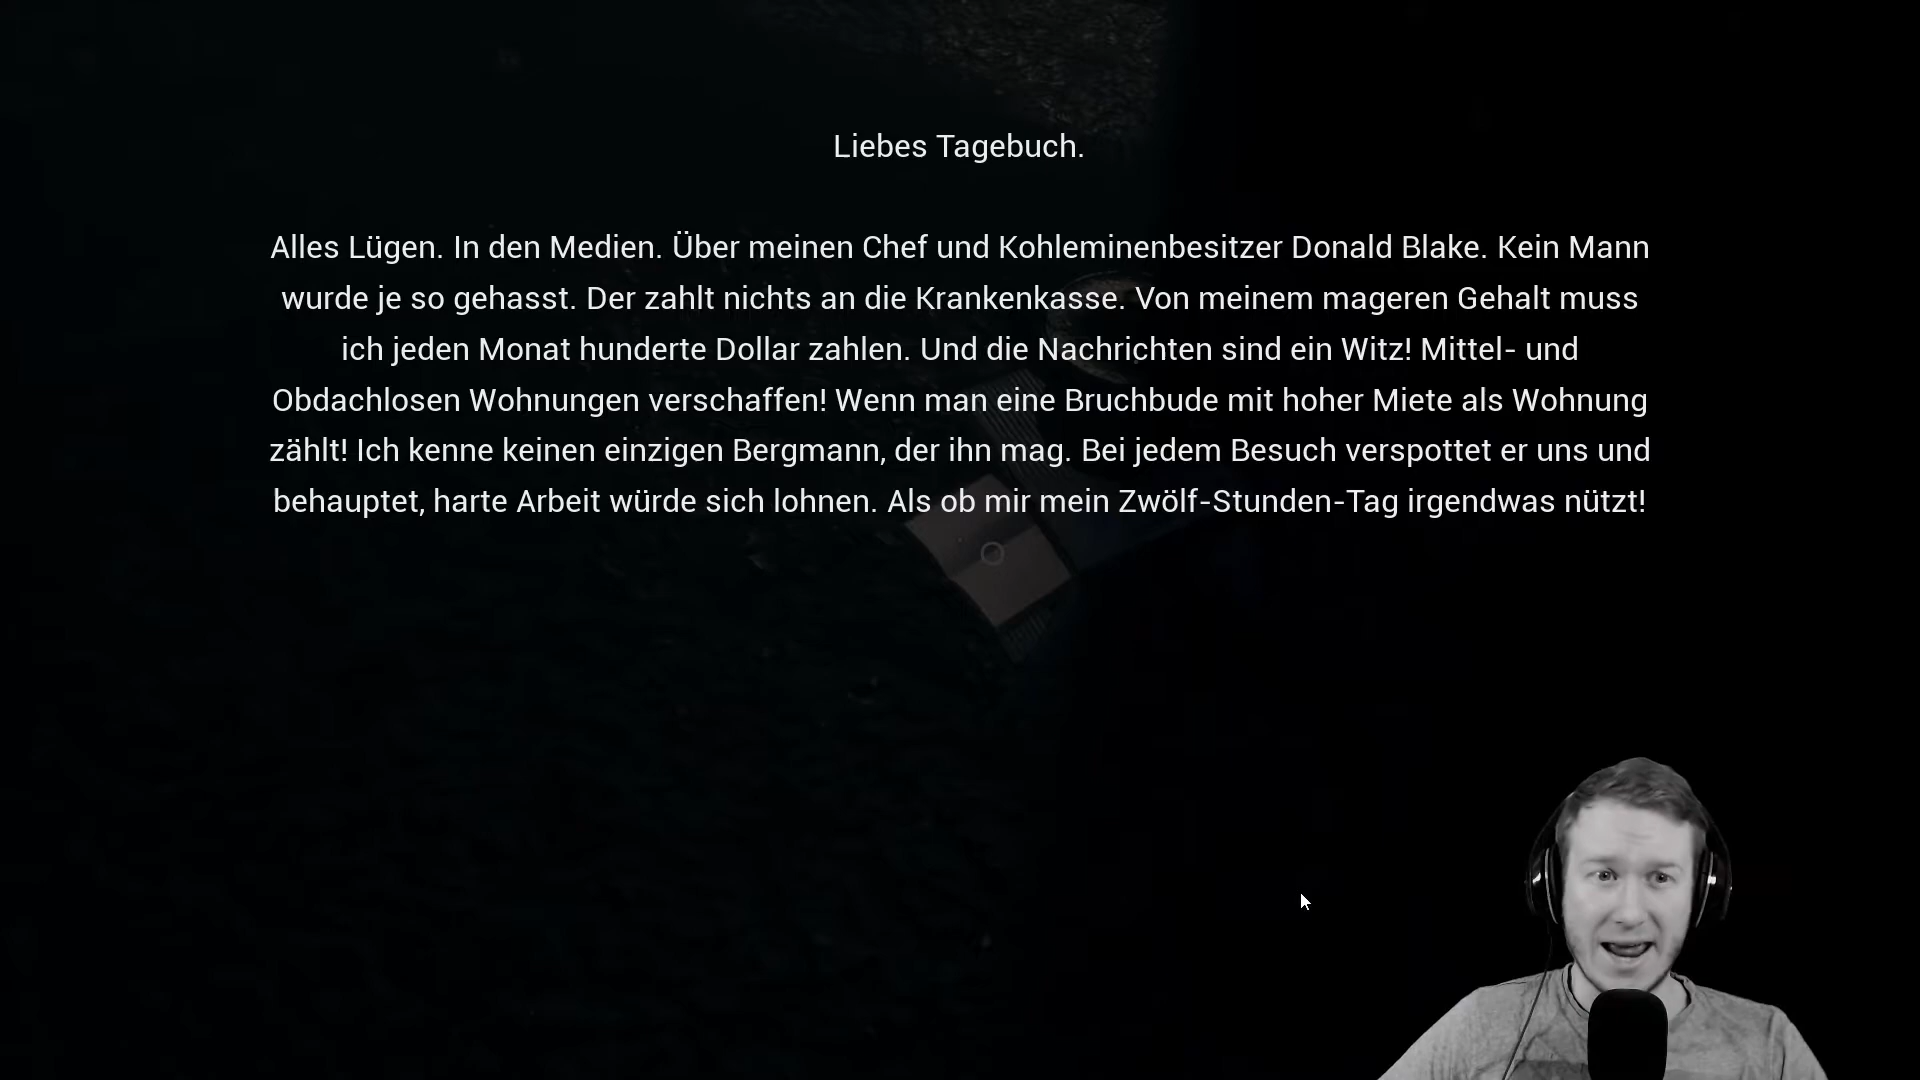 Liebes Tagebuch.
Alles Lügen. In den Medien. Über meinen Chef und Kohleminenbesitzer Donald Blake. Kein Mann
wurde je so gehasst. Der zahlt nichts an die Krankenkasse. Von meinem mageren Gehalt muss
ich jeden Monat hunderte Dollar zahlen. Und die Nachrichten sind ein Witz! Mittel- und
Obdachlosen Wohnungen verschaffen! Wenn man eine Bruchbude mit hoher Miete als Wohnung
zählt! Ich kenne keinen einzigen Bergmann, der ihn mag. Bei jedem Besuch verspottet er uns und
behauptet, harte Arbeit würde sich lohnen. Als ob mir mein Zwölf-Stunden-Tag irgendwas nützt!